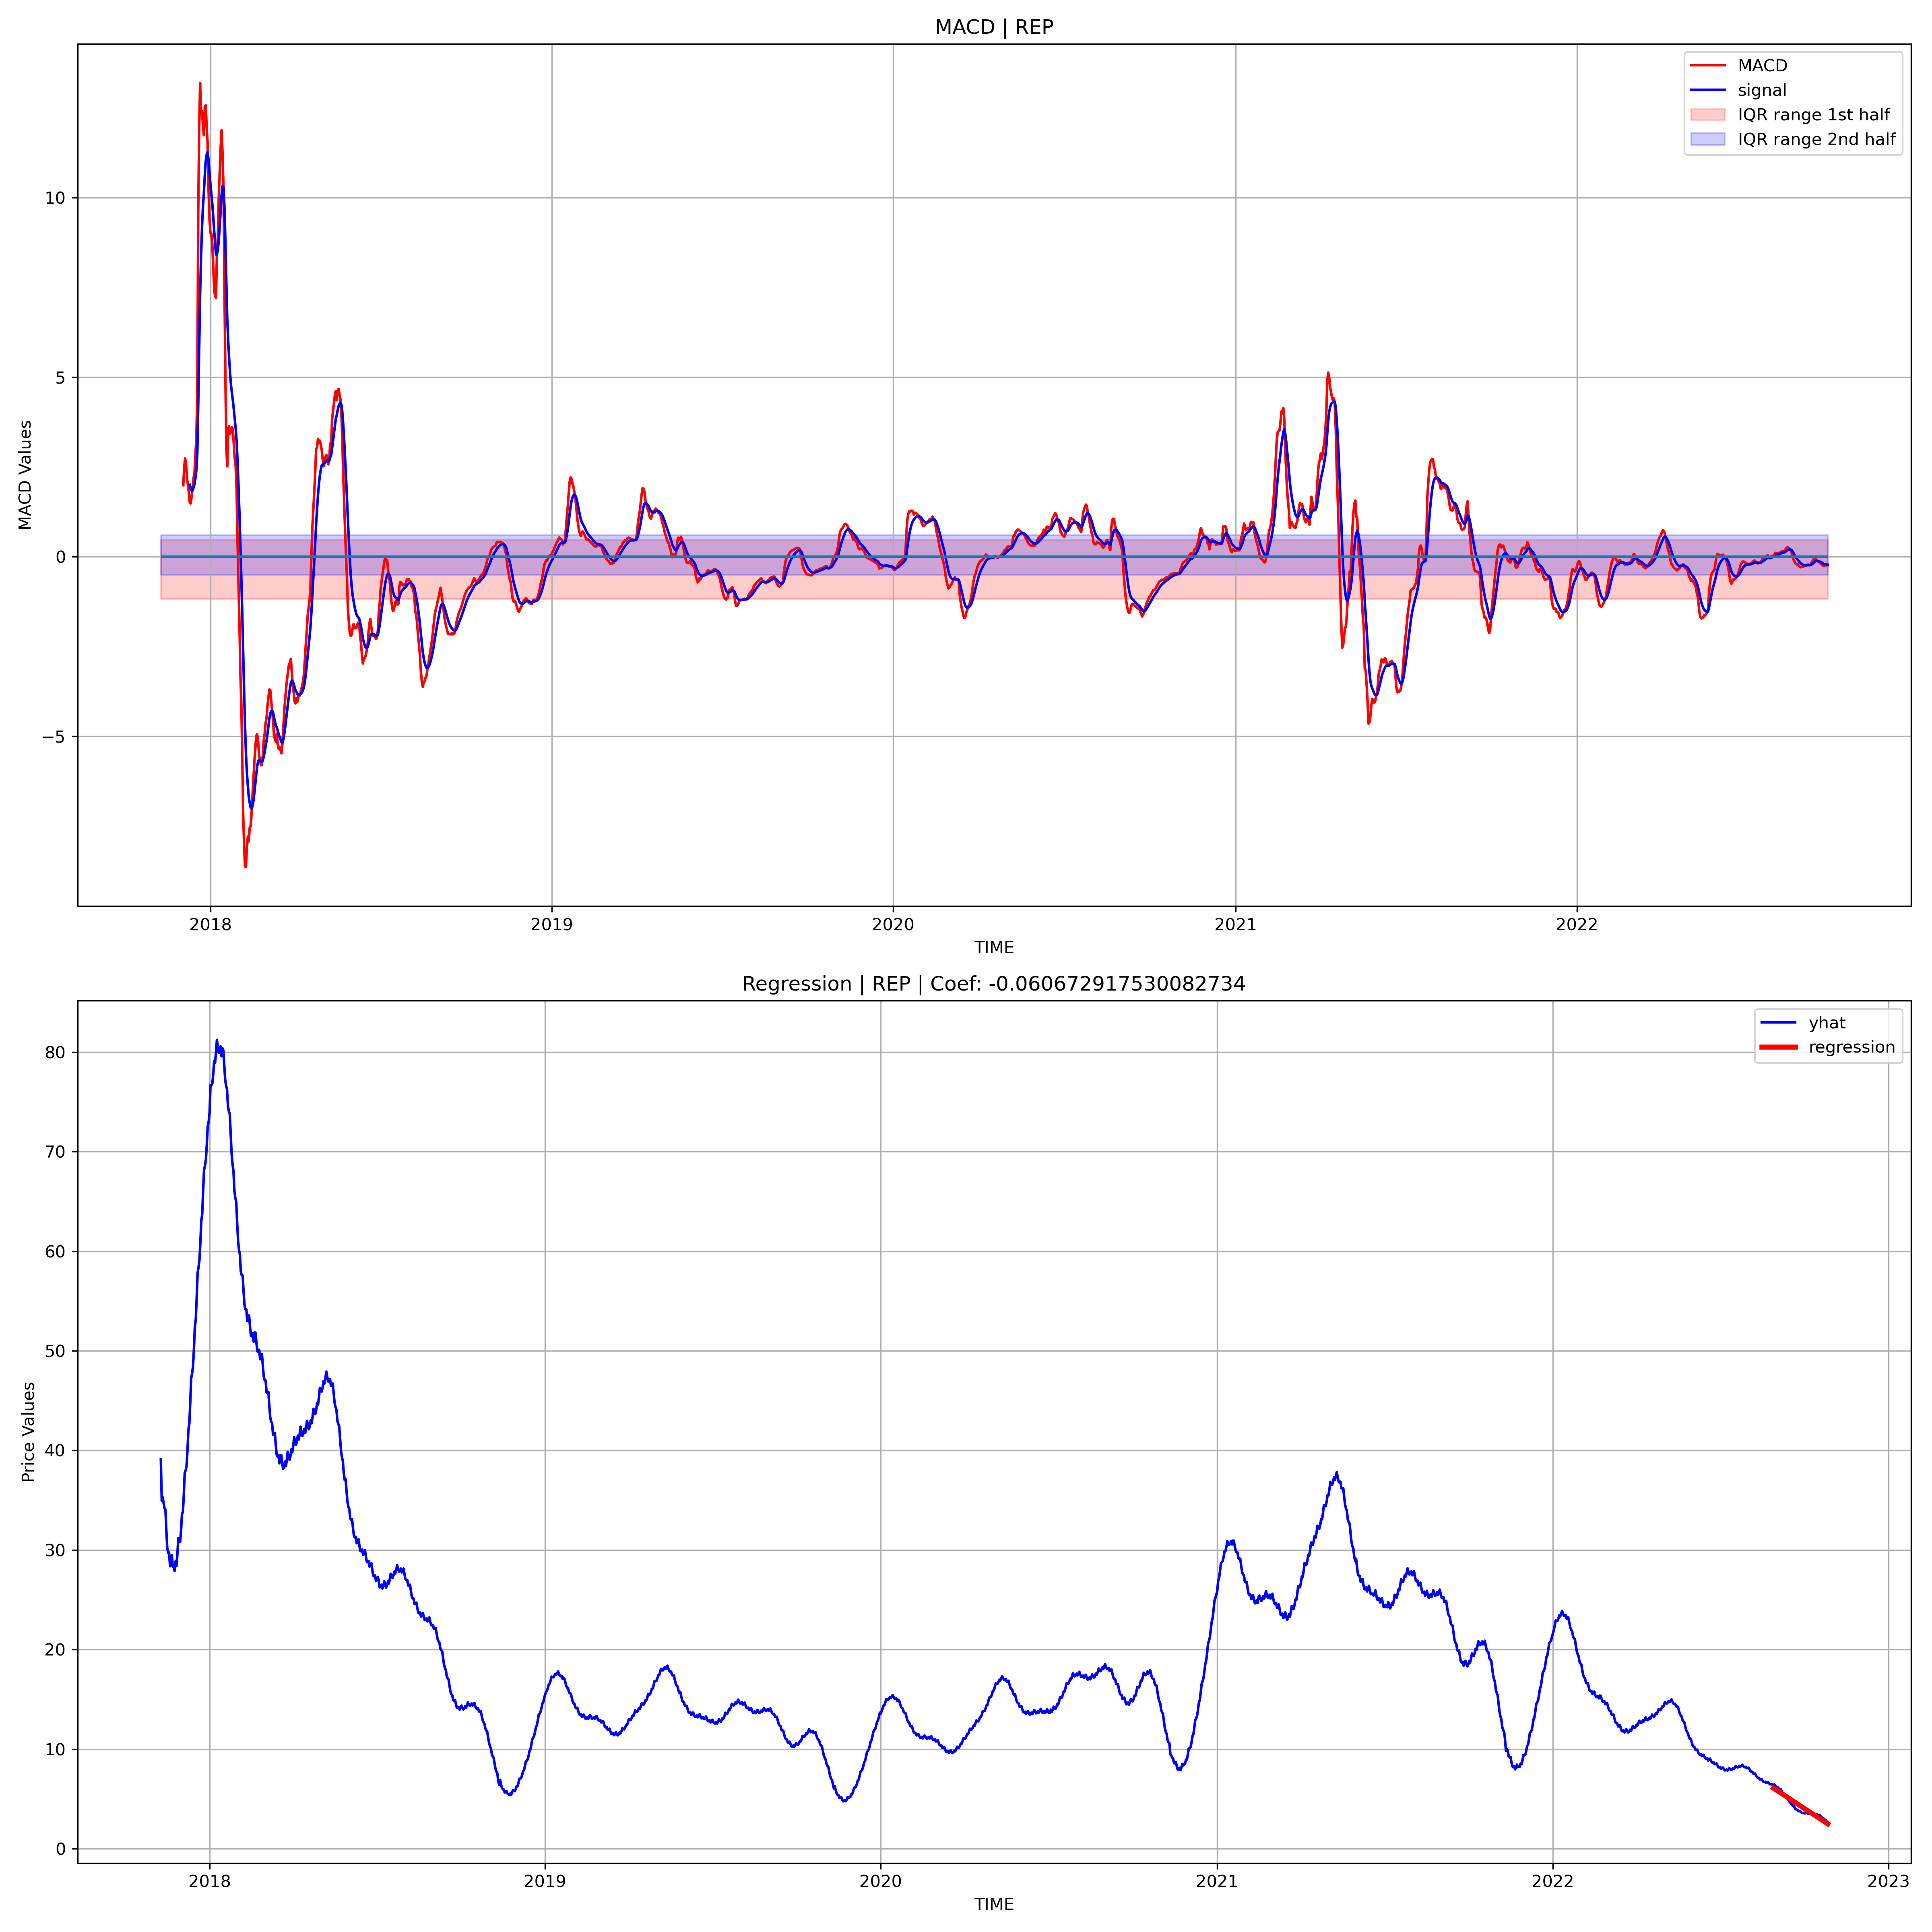 MACD | REP
MACD
signal
IQR range 1st half
IQR range 2nd half
MACD Values
10
5
0
−5
2018 2019 2020 2021 2022
TIME
Regression | REP | Coef: -0.060672917530082734
yhat
regression
Price Values
80
70
60
50
40
30
20
10
0
2018 2019 2020 2021 2022 2023
TIME